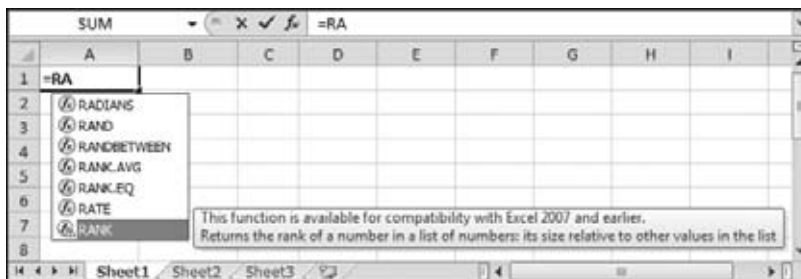 SUM fx =RA
A B C D E F G H I
1 =RA
2 RADIANS
3 RAND
4 RANDBETWEEN
RANK.AVG
5 RANK.EQ
6 RATE
7 RANK
This function is available for compatibility with Excel 2007 and earlier.
Returns the rank of a number in a list of numbers: its size relative to other values in the list
8
Sheet1 Sheet2 Sheet3